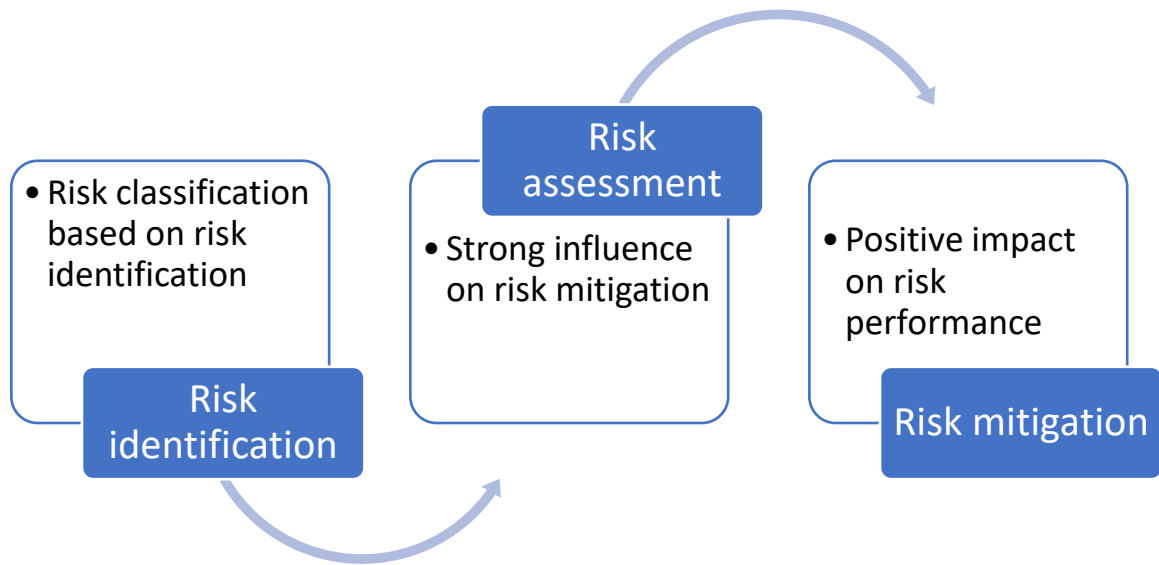 • Risk classification
based on risk
identification
Risk
identification
Risk
assessment
• Strong influence
on risk mitigation
• Positive impact
on risk
performance
Risk mitigation